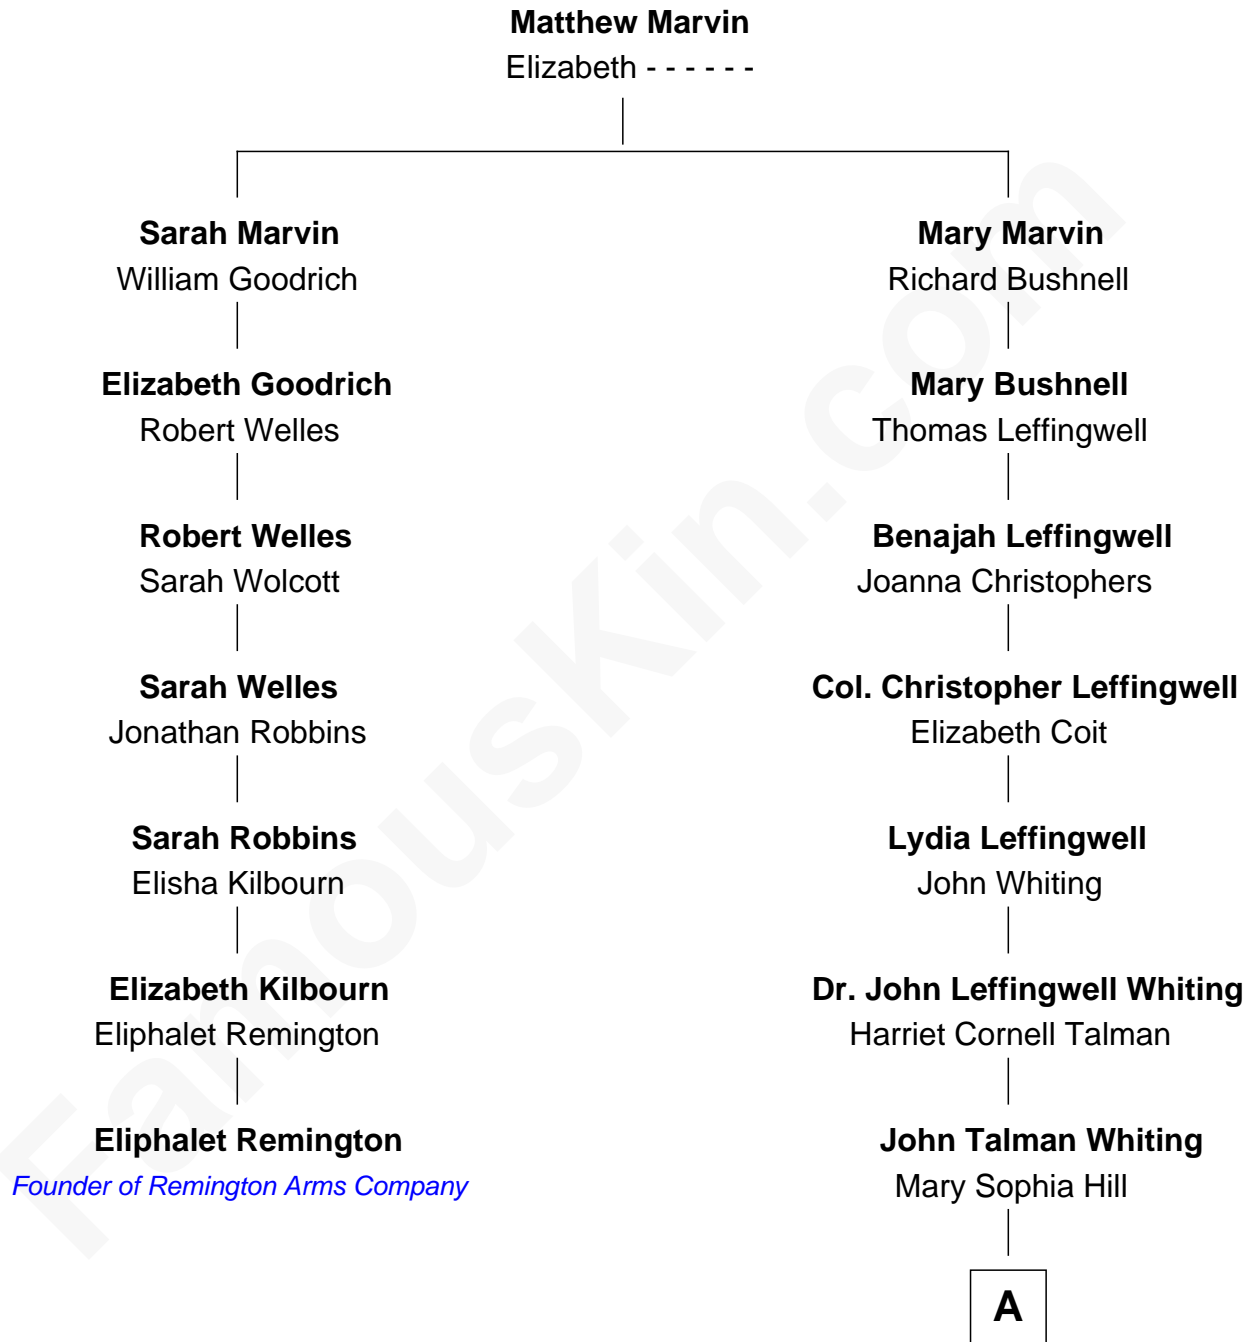 Matthew Marvin
Elizabeth - - - - - -
Sarah Marvin
William Goodrich
Mary Marvin
Richard Bushnell
Elizabeth Goodrich
Robert Welles
Mary Bushnell
Thomas Leffingwell
Robert Welles
Sarah Wolcott
Benajah Leffingwell
Joanna Christophers
Sarah Welles
Jonathan Robbins
Col. Christopher Leffingwell
Elizabeth Coit
Sarah Robbins
Elisha Kilbourn
Lydia Leffingwell
John Whiting
Elizabeth Kilbourn
Eliphalet Remington
Dr. John Leffingwell Whiting
Harriet Cornell Talman
Eliphalet Remington
Founder of Remington Arms Company
John Talman Whiting
Mary Sophia Hill
A
FamousKin.com